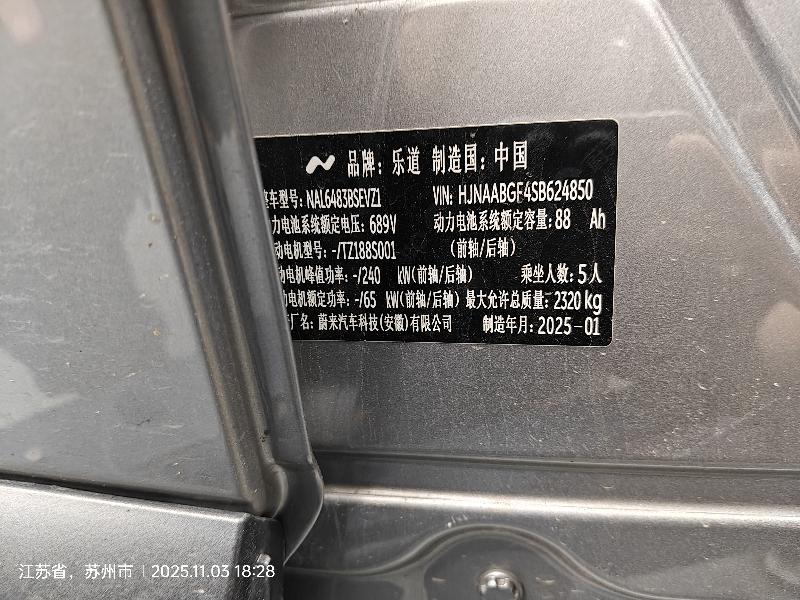 品牌：乐道 制造国：中国
车型号：NAL6483BSEVZ1 VIN: HJNAABGF4SB624850
力电池系统额定电压：689V 动力电池系统额定容量：88 Ah
动电机型号：-/TZ188S001 （前轴/后轴）
电机峰值功率：-/240 kW（前轴/后轴） 乘坐人数：5人
电机额定功率：-/65 kW（前轴/后轴） 最大允许总质量：2320 kg
厂名：蔚来汽车科技（安徽）有限公司 制造年月：2025-01
江苏省，苏州市 | 2025.11.03 18:28